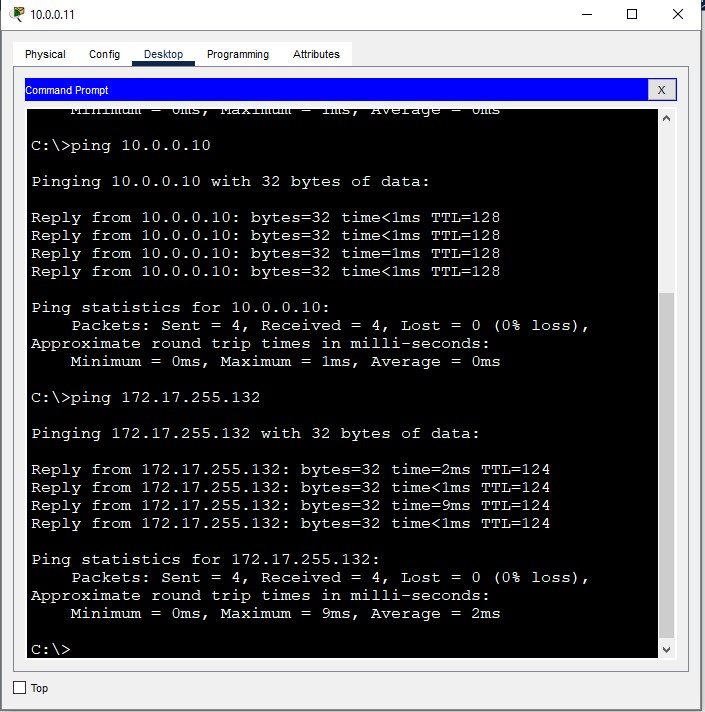 10.0.0.11
Physical Config Desktop Programming Attributes
Command Prompt X
Minimum = 0ms, Maximum = 1ms, Average = 0ms
C:\>ping 10.0.0.10
Pinging 10.0.0.10 with 32 bytes of data:
Reply from 10.0.0.10: bytes=32 time<1ms TTL=128
Reply from 10.0.0.10: bytes=32 time<1ms TTL=128
Reply from 10.0.0.10: bytes=32 time=1ms TTL=128
Reply from 10.0.0.10: bytes=32 time<1ms TTL=128
Ping statistics for 10.0.0.10:
Packets: Sent = 4, Received = 4, Lost = 0 (0% loss),
Approximate round trip times in milli-seconds:
Minimum = 0ms, Maximum = 1ms, Average = 0ms
C:\>ping 172.17.255.132
Pinging 172.17.255.132 with 32 bytes of data:
Reply from 172.17.255.132: bytes=32 time=2ms TTL=124
Reply from 172.17.255.132: bytes=32 time<1ms TTL=124
Reply from 172.17.255.132: bytes=32 time=9ms TTL=124
Reply from 172.17.255.132: bytes=32 time<1ms TTL=124
Ping statistics for 172.17.255.132:
Packets: Sent = 4, Received = 4, Lost = 0 (0% loss),
Approximate round trip times in milli-seconds:
Minimum = 0ms, Maximum = 9ms, Average = 2ms
C:\>
Top